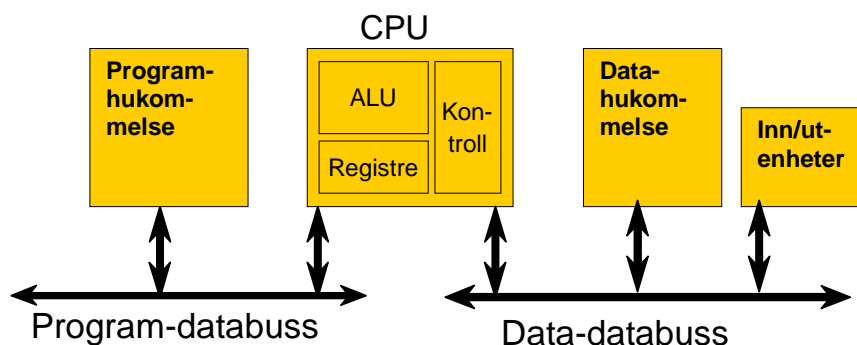 CPU
Program-
hukom-
melse
ALU
Registre
Kon-
troll
Data-
hukom-
melse
Inn/ut-
enheter
Program-databuss
Data-databuss